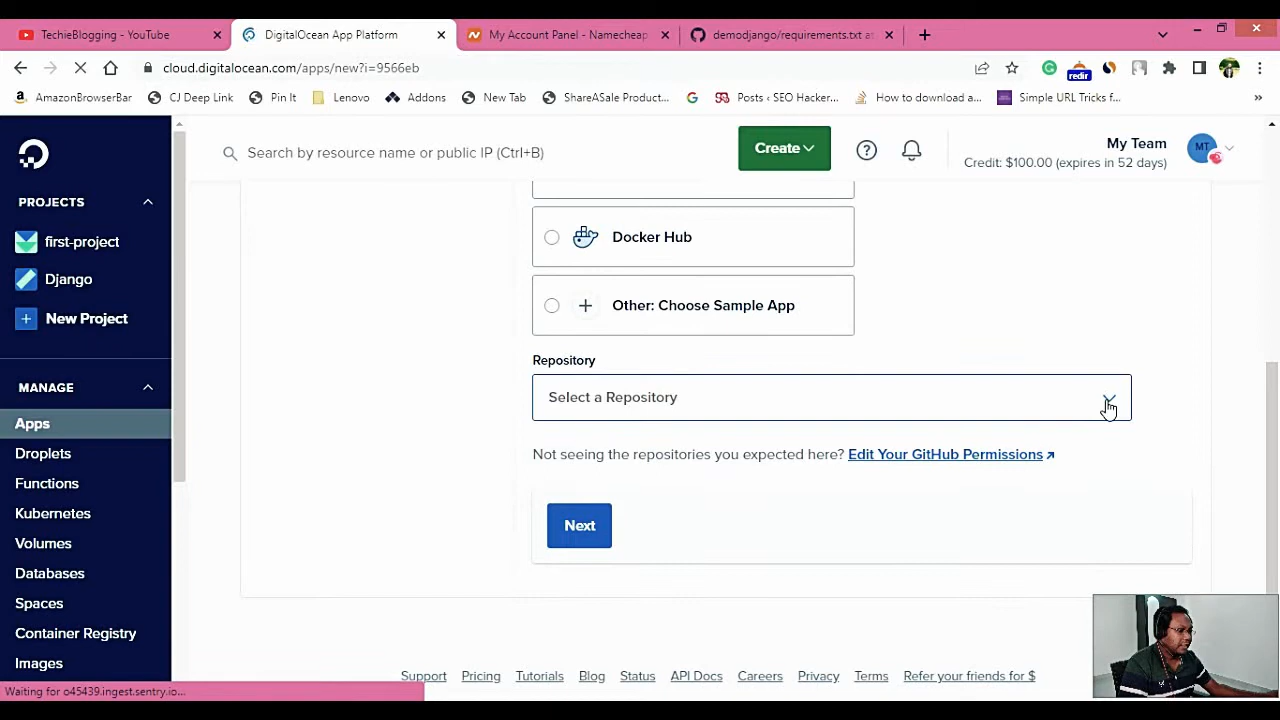 TechieBlogging - YouTube
DigitalOcean App Platform
My Account Panel - Namecheap
demodjango/requirements.txt at
cloud.digitalocean.com/apps/new?i=9566eb
redir
AmazonBrowserBar
CJ Deep Link
Pin It
Lenovo
Addons
New Tab
ShareASale Product...
Posts ‹ SEO Hacker...
How to download a...
Simple URL Tricks f...
»
Search by resource name or public IP (Ctrl+B)
Create
My Team
Credit: $100.00 (expires in 52 days)
MT
PROJECTS
first-project
Django
New Project
MANAGE
Apps
Droplets
Functions
Kubernetes
Volumes
Databases
Spaces
Container Registry
Images
Docker Hub
Other: Choose Sample App
Repository
Select a Repository
Not seeing the repositories you expected here? Edit Your GitHub Permissions
Next
Support Pricing Tutorials Blog Status API Docs Careers Privacy Terms Refer your friends for $
Waiting for o45439.ingest.sentry.io...